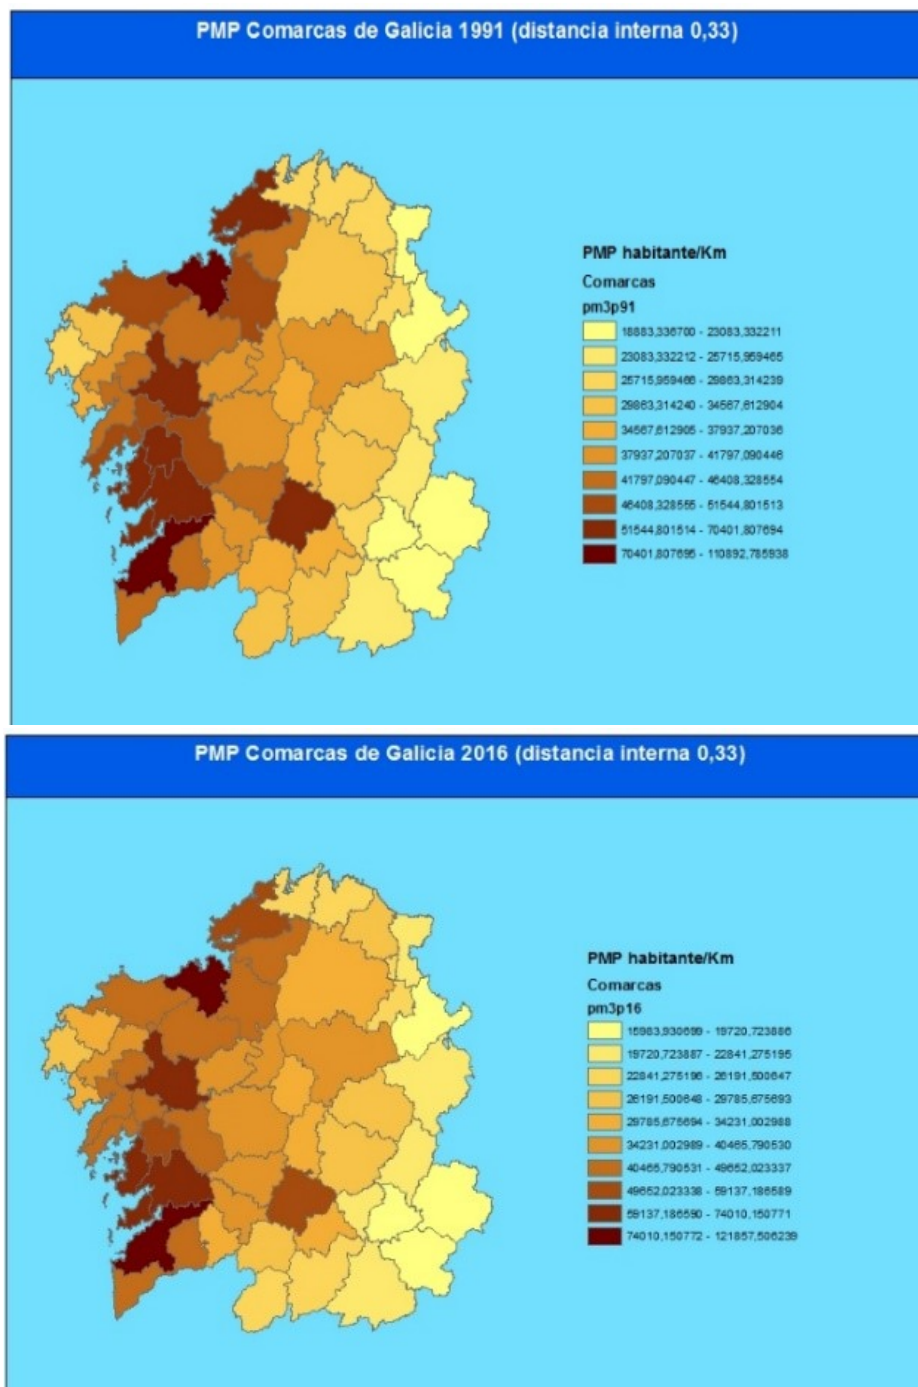 PMP Comarcas de Galicia 1991 (distancia interna 0,33)
PMP habitante/Km
Comarcas
pm3p91
18883,336700 - 23083,332211
23083,332212 - 25715,959465
25715,959466 - 29863,314239
29863,314240 - 34567,612904
34567,612905 - 37937,207036
37937,207037 - 41797,090446
41797,090447 - 46408,328554
46408,328555 - 51544,801513
51544,801514 - 70401,807694
70401,807695 - 110892,785938
PMP Comarcas de Galicia 2016 (distancia interna 0,33)
PMP habitante/Km
Comarcas
pm3p16
15983,930699 - 19720,723886
19720,723887 - 22841,275195
22841,275196 - 26191,500647
26191,500648 - 29785,675693
29785,675694 - 34231,002988
34231,002989 - 40465,790530
40465,790531 - 49652,023337
49652,023338 - 59137,186589
59137,186590 - 74010,150771
74010,150772 - 121857,506239